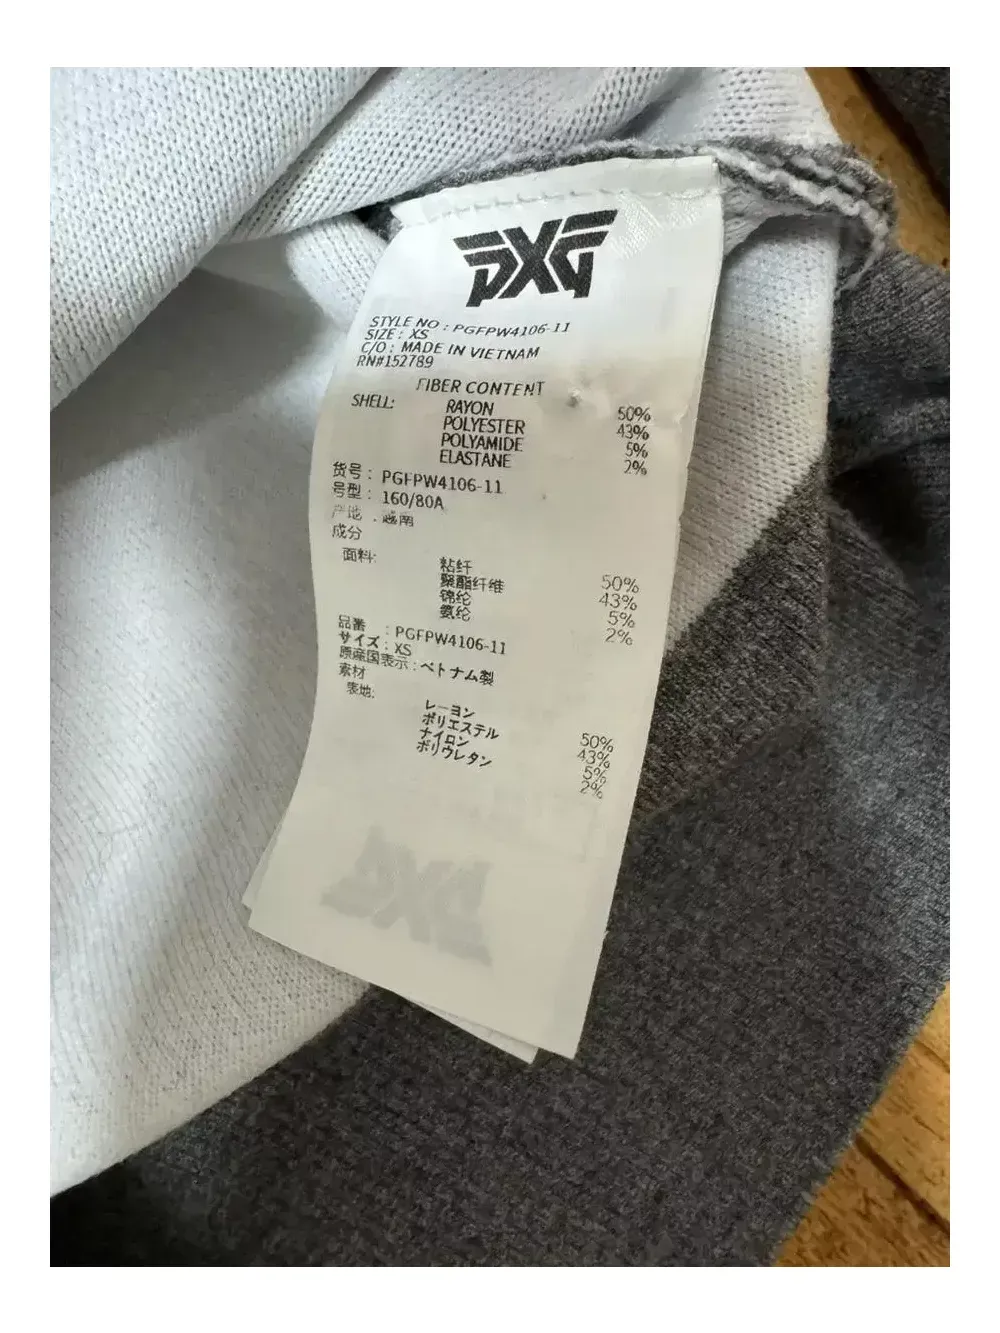 PXG
STYLE NO : PGFPW4106-11
SIZE : XS
C/O : MADE IN VIETNAM
RN#152789
FIBER CONTENT
SHELL:
RAYON 50%
POLYESTER 43%
POLYAMIDE 5%
ELASTANE 2%
货号 : PGFPW4106-11
号型 : 160/80A
产地 : 越南
成分
面料:
粘纤 50%
聚酯纤维 43%
锦纶 5%
氨纶 2%
品番 : PGFPW4106-11
サイズ : XS
原産国表示 : ベトナム製
素材
表地:
レーヨン 50%
ポリエステル 43%
ナイロン 5%
ポリウレタン 2%